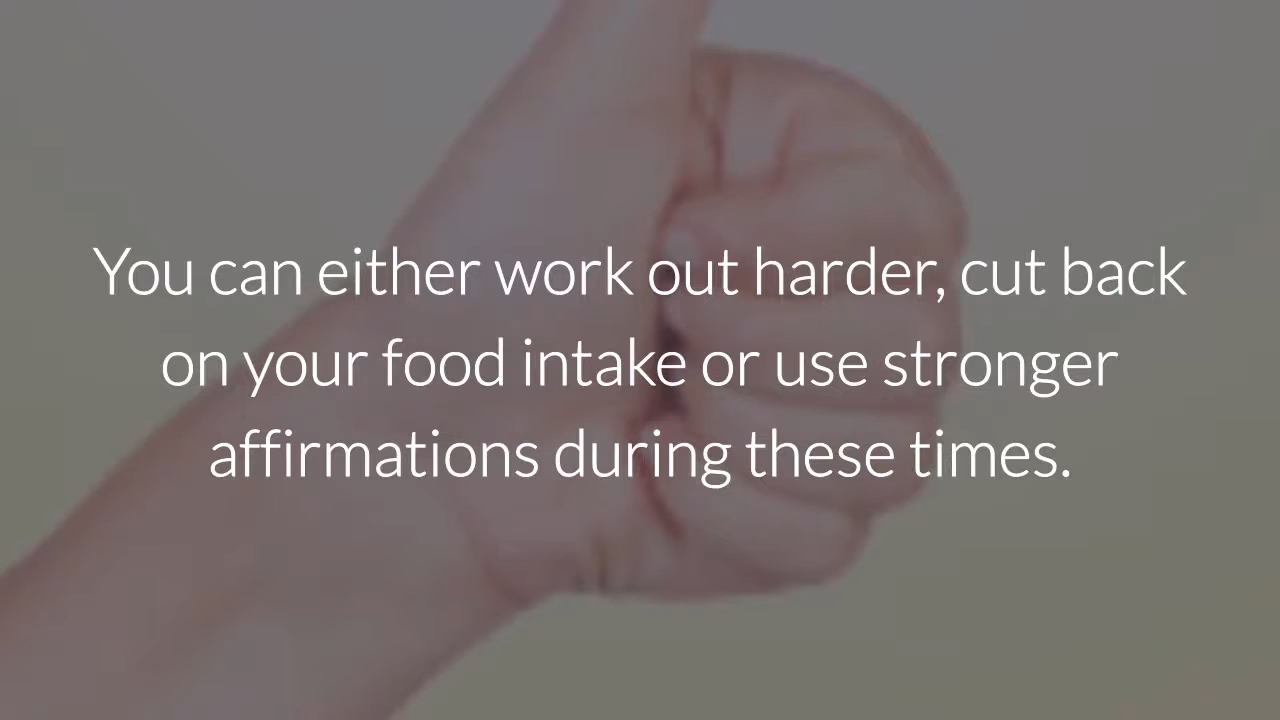 You can either work out harder, cut back
on your food intake or use stronger
affirmations during these times.